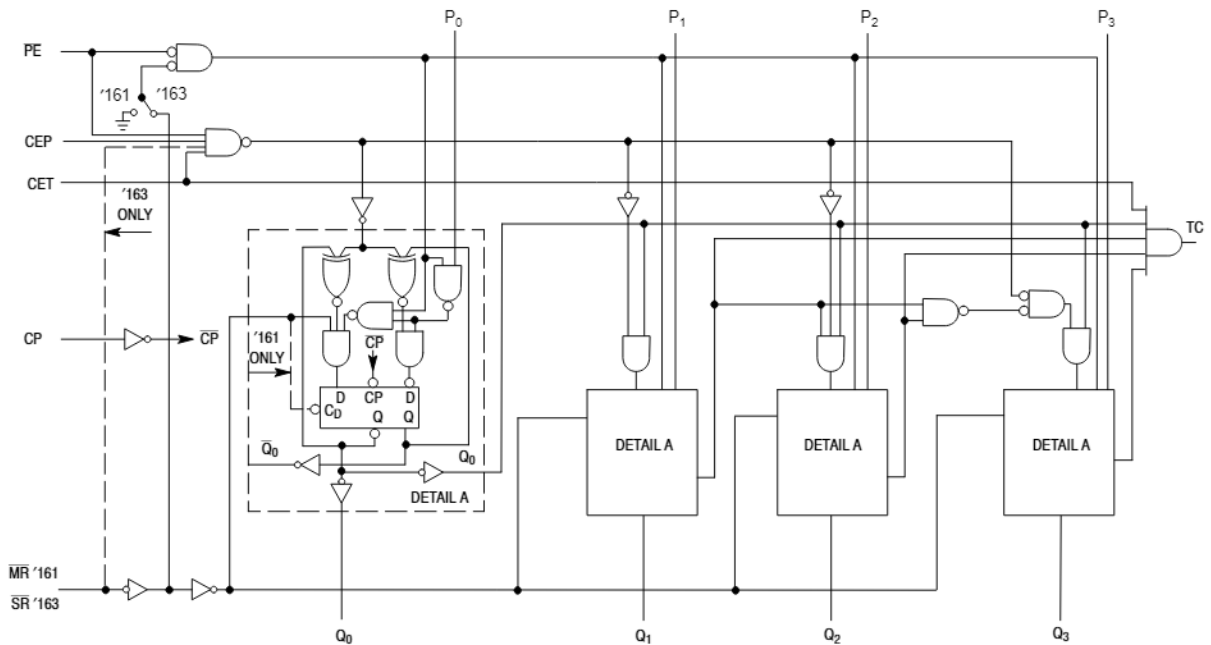 P0
P1
P2
P3
PE
'161
'163
CEP
CET
'163
ONLY
TC
CP
CP
'161
ONLY
CP
D
CP
D
CD
Q
Q
Q0
Q0
DETAIL A
DETAIL A
DETAIL A
DETAIL A
MR '161
SR '163
Q0
Q1
Q2
Q3